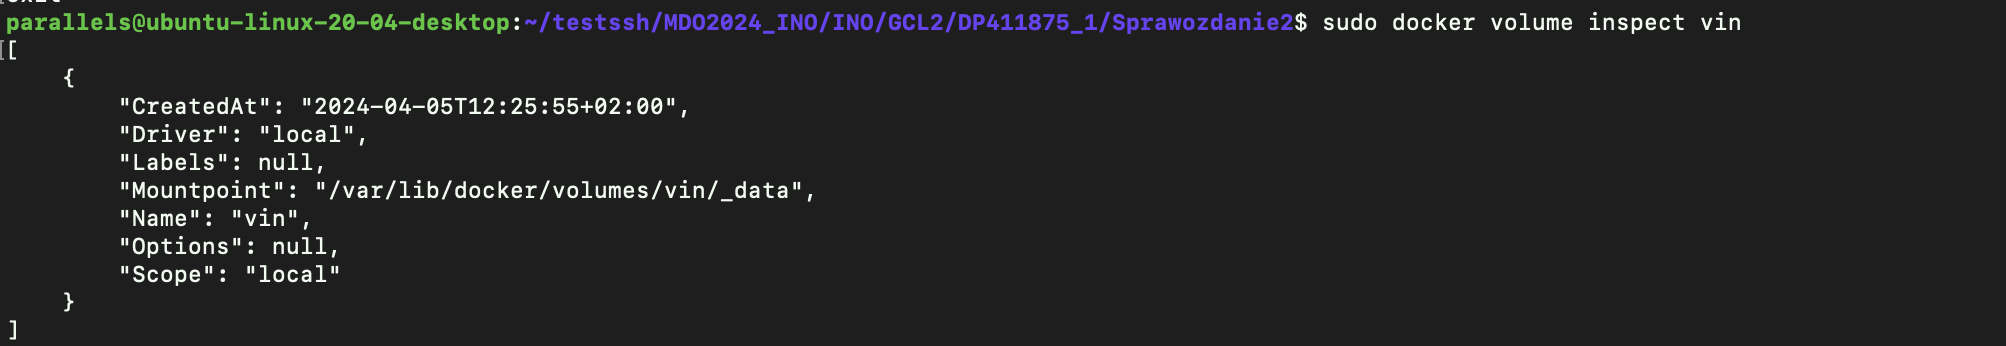 parallels@ubuntu-linux-20-04-desktop:~/testssh/MDO2024_INO/INO/GCL2/DP411875_1/Sprawozdanie2$ sudo docker volume inspect vin
[[
    {
        "CreatedAt": "2024-04-05T12:25:55+02:00",
        "Driver": "local",
        "Labels": null,
        "Mountpoint": "/var/lib/docker/volumes/vin/_data",
        "Name": "vin",
        "Options": null,
        "Scope": "local"
    }
]